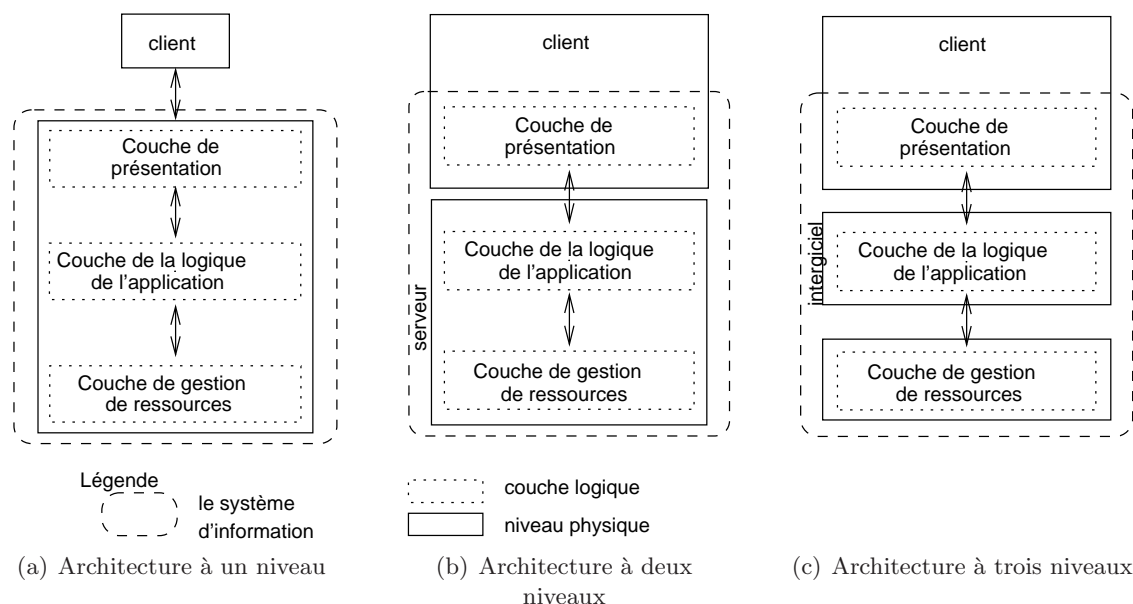 client
Couche de
présentation
Couche de la logique
de l'application
Couche de gestion
de ressources
client
Couche de
présentation
serveur
Couche de la logique
de l'application
Couche de gestion
de ressources
client
Couche de
présentation
intergiciel
Couche de la logique
de l'application
Couche de gestion
de ressources
Légende
le système
d'information
couche logique
niveau physique
(a) Architecture à un niveau
(b) Architecture à deux
niveaux
(c) Architecture à trois niveaux